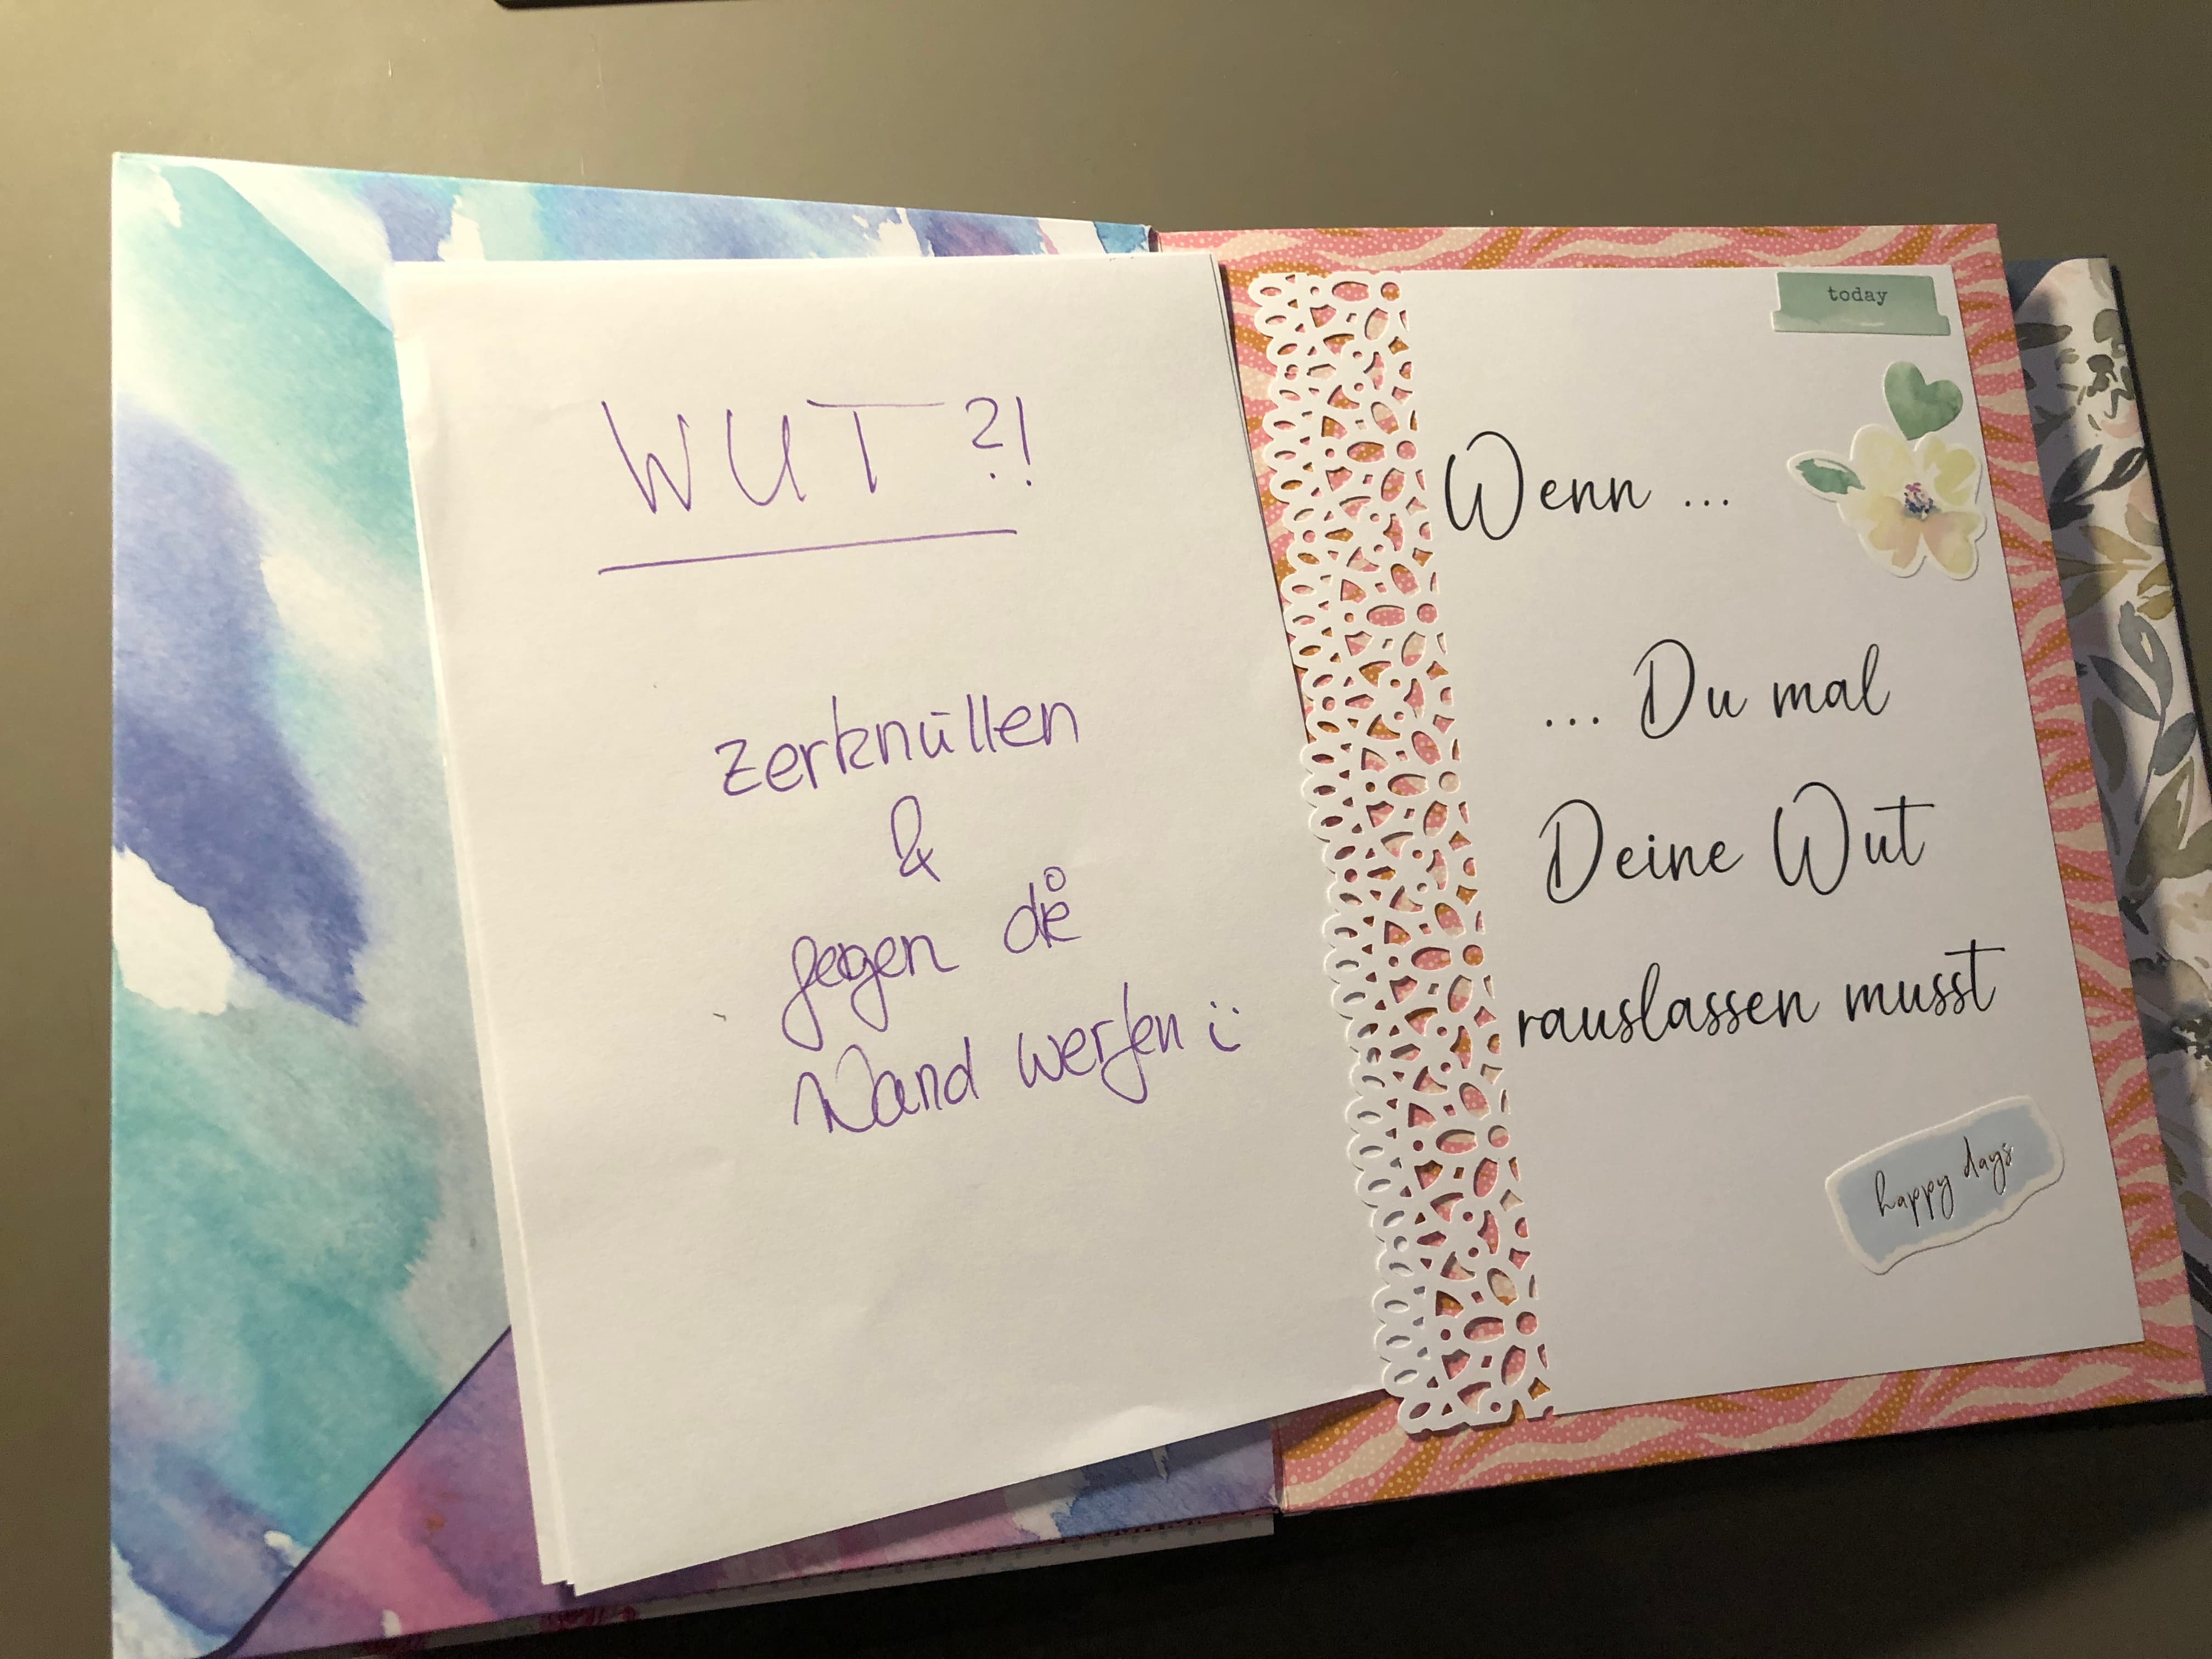 WUT?!
zerknüllen
&
gegen die
Wand werfen :
today
Wenn ...
... Du mal
Deine Wut
rauslassen musst
happy days